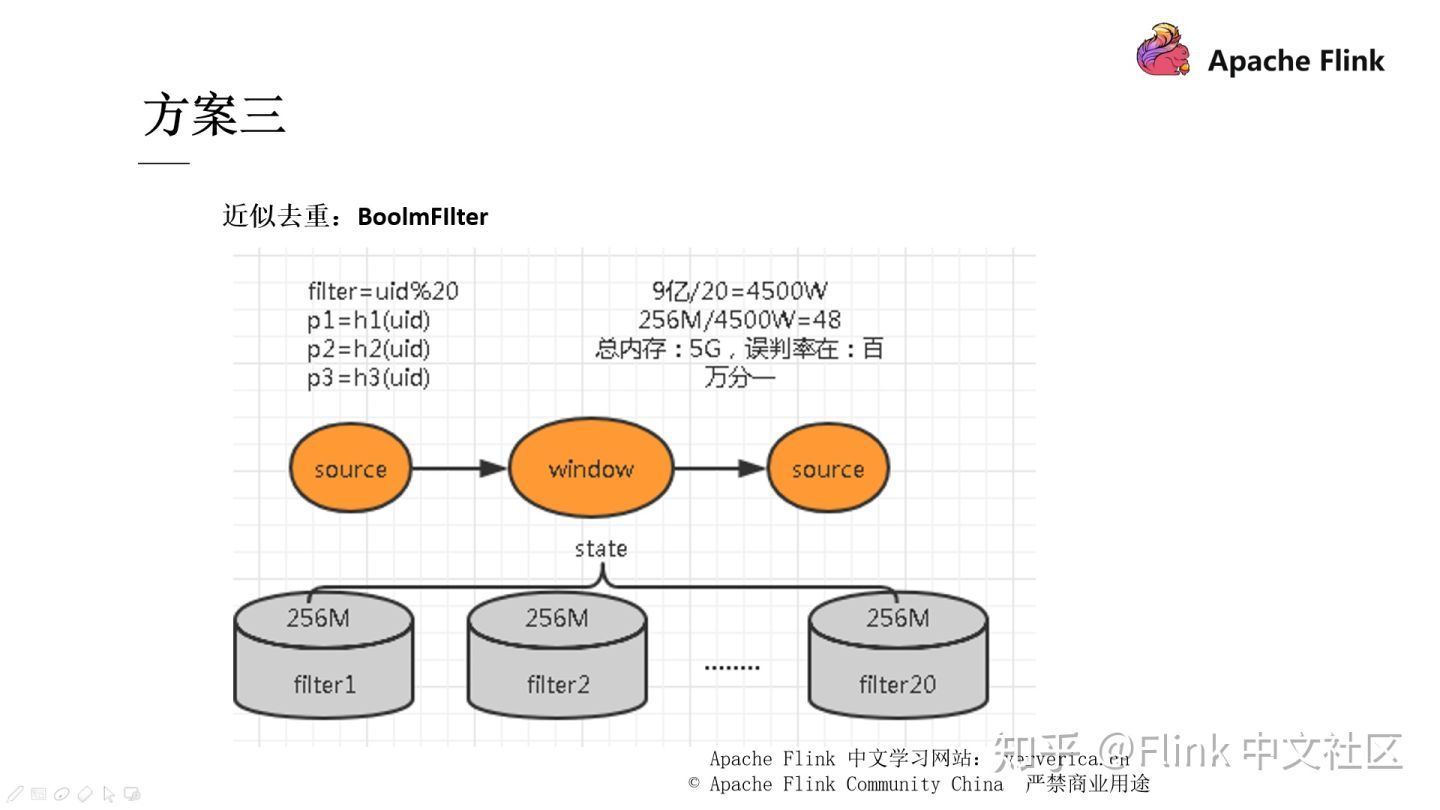 Apache Flink
方案三
近似去重：BoolmFIlter
filter=uid%20
p1=h1(uid)
p2=h2(uid)
p3=h3(uid)
9亿/20=4500W
256M/4500W=48
总内存：5G，误判率在：百
万分一
source
window
source
state
256M
256M
256M
filter1
filter2
........
filter20
Apache Flink 中文学习网站： ververica.cn
© Apache Flink Community China 严禁商业用途
知乎 @Flink 中文社区